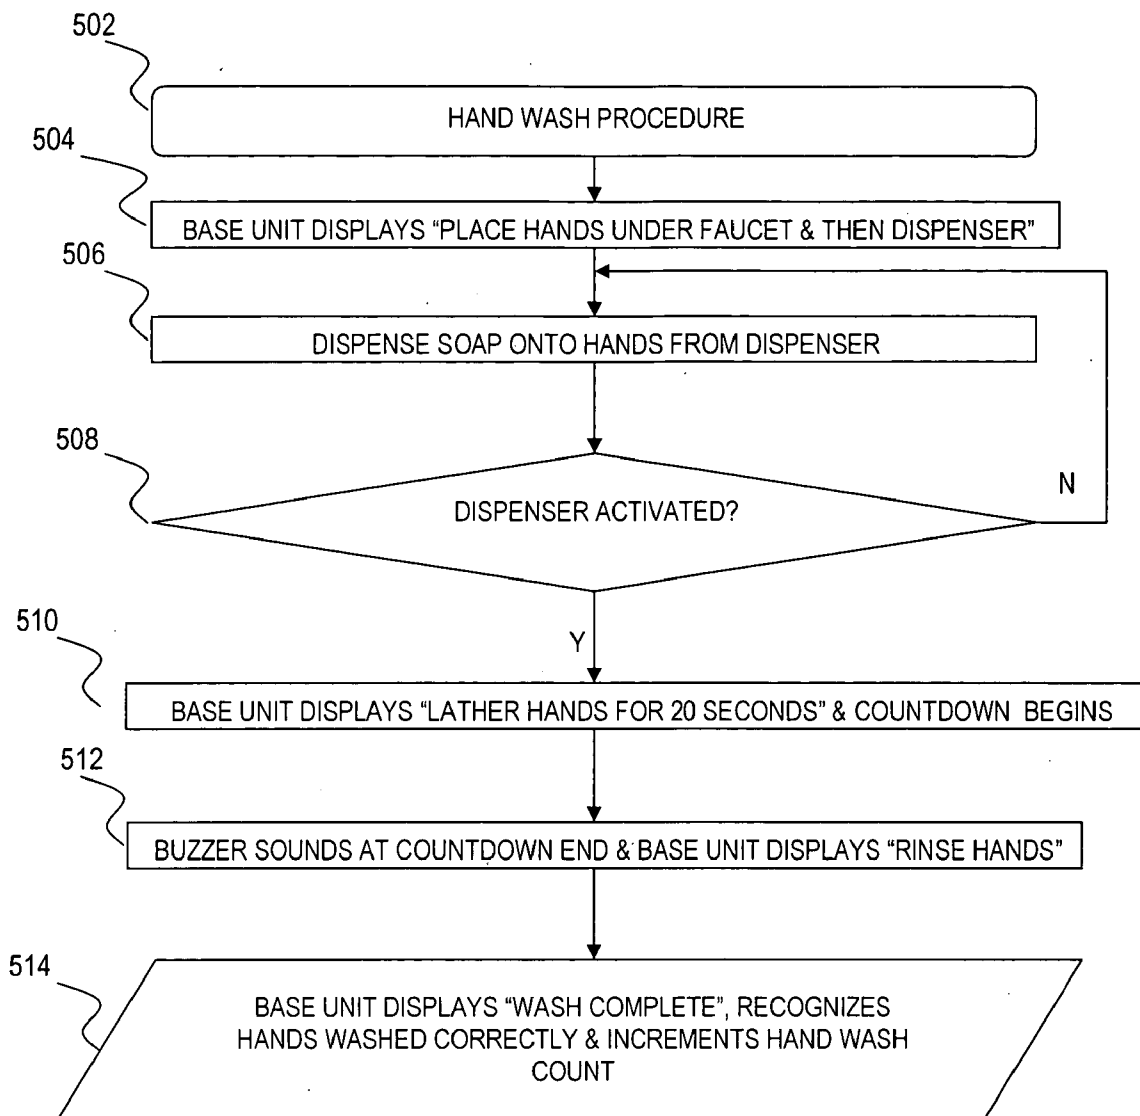 502
HAND WASH PROCEDURE
504
BASE UNIT DISPLAYS “PLACE HANDS UNDER FAUCET & THEN DISPENSER”
506
DISPENSE SOAP ONTO HANDS FROM DISPENSER
508
DISPENSER ACTIVATED?
N
Y
510
BASE UNIT DISPLAYS “LATHER HANDS FOR 20 SECONDS” & COUNTDOWN BEGINS
512
BUZZER SOUNDS AT COUNTDOWN END & BASE UNIT DISPLAYS “RINSE HANDS”
514
BASE UNIT DISPLAYS “WASH COMPLETE”, RECOGNIZES
HANDS WASHED CORRECTLY & INCREMENTS HAND WASH
COUNT